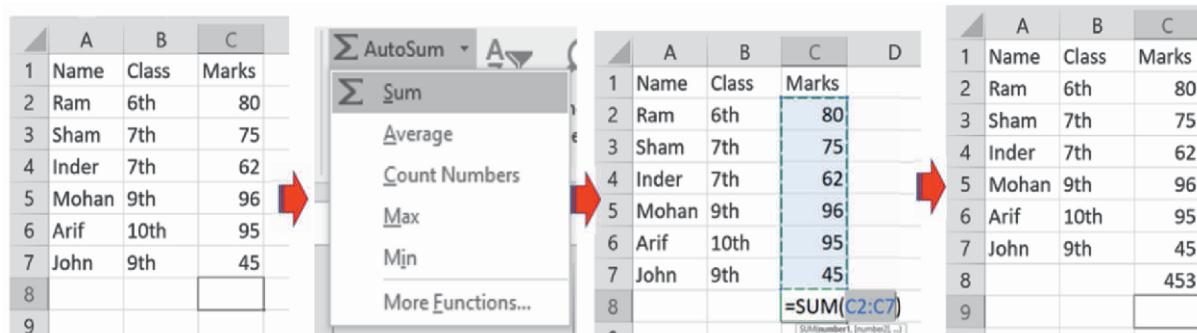 A B C
1 Name Class Marks
2 Ram 6th 80
3 Sham 7th 75
4 Inder 7th 62
5 Mohan 9th 96
6 Arif 10th 95
7 John 9th 45
8
9
Σ AutoSum
A
Σ Sum
Average
Count Numbers
Max
Min
More Functions...
A B C D
1 Name Class Marks
2 Ram 6th 80
3 Sham 7th 75
4 Inder 7th 62
5 Mohan 9th 96
6 Arif 10th 95
7 John 9th 45
8 =SUM(C2:C7)
SUM(number1, [number2], ...)
A B C
1 Name Class Marks
2 Ram 6th 80
3 Sham 7th 75
4 Inder 7th 62
5 Mohan 9th 96
6 Arif 10th 95
7 John 9th 45
8 453
9